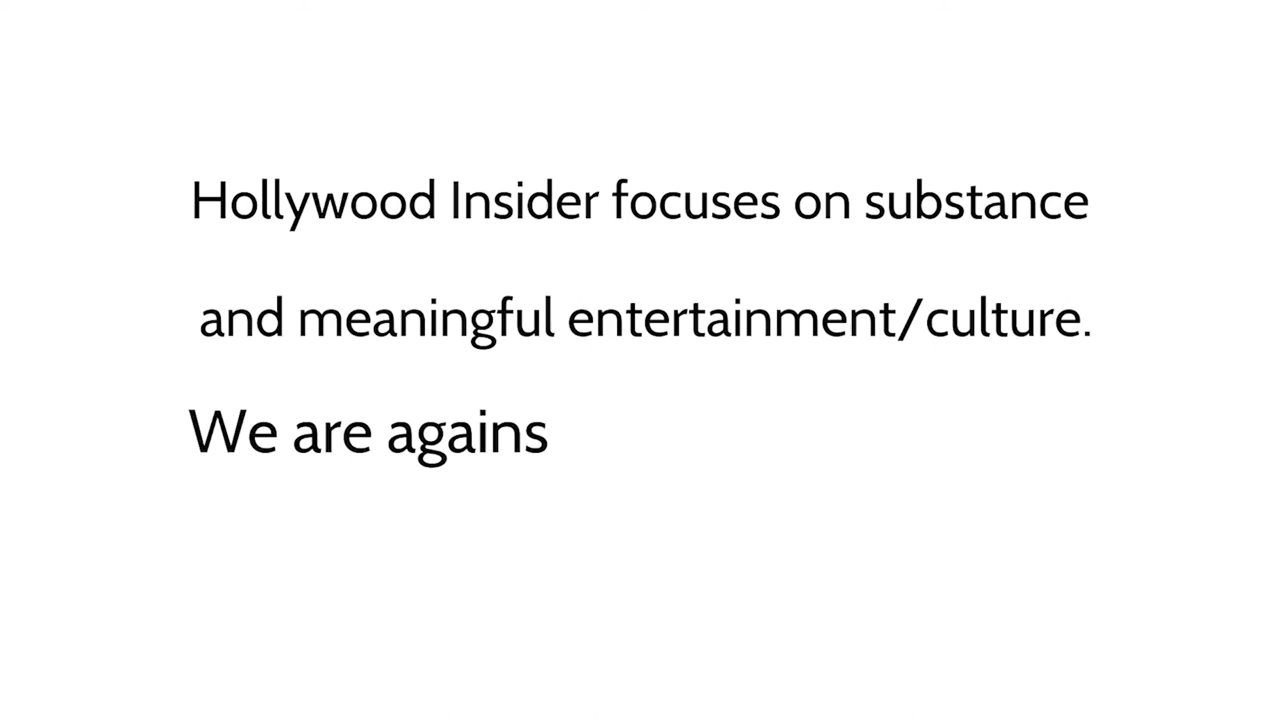 Hollywood Insider focuses on substance
and meaningful entertainment/culture.
We are agains